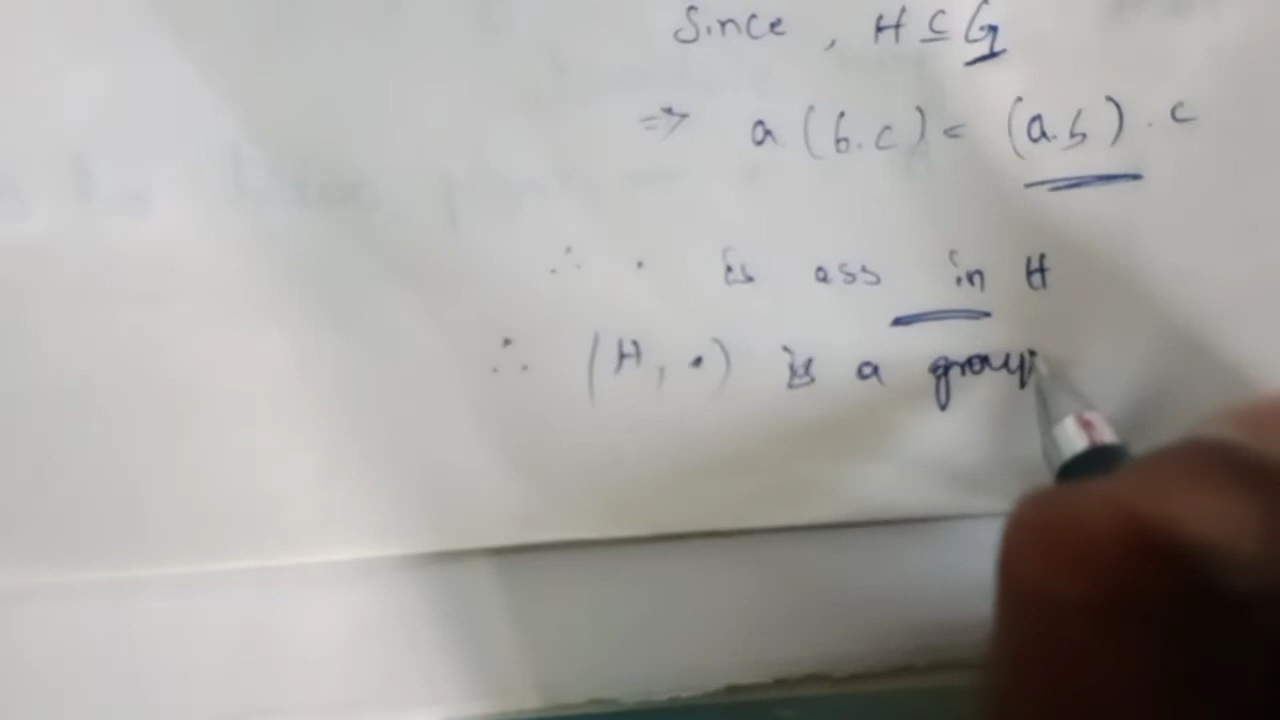 Since, H ⊆ G
⇒ a (b.c) = (a.b) . c
∴ · is ass in H
∴ (H, •) is a group